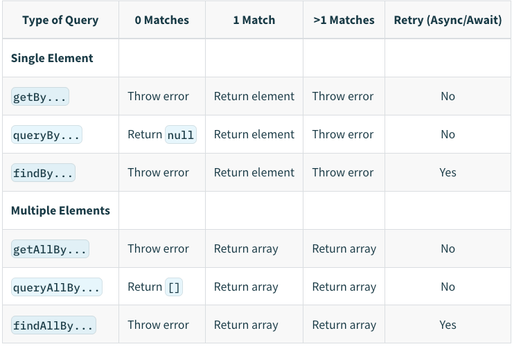 Type of Query 0 Matches 1 Match >1 Matches Retry (Async/Await)
Single Element
getBy... Throw error Return element Throw error No
queryBy... Return null Return element Throw error No
findBy... Throw error Return element Throw error Yes
Multiple Elements
getAllBy... Throw error Return array Return array No
queryAllBy... Return [] Return array Return array No
findAllBy... Throw error Return array Return array Yes